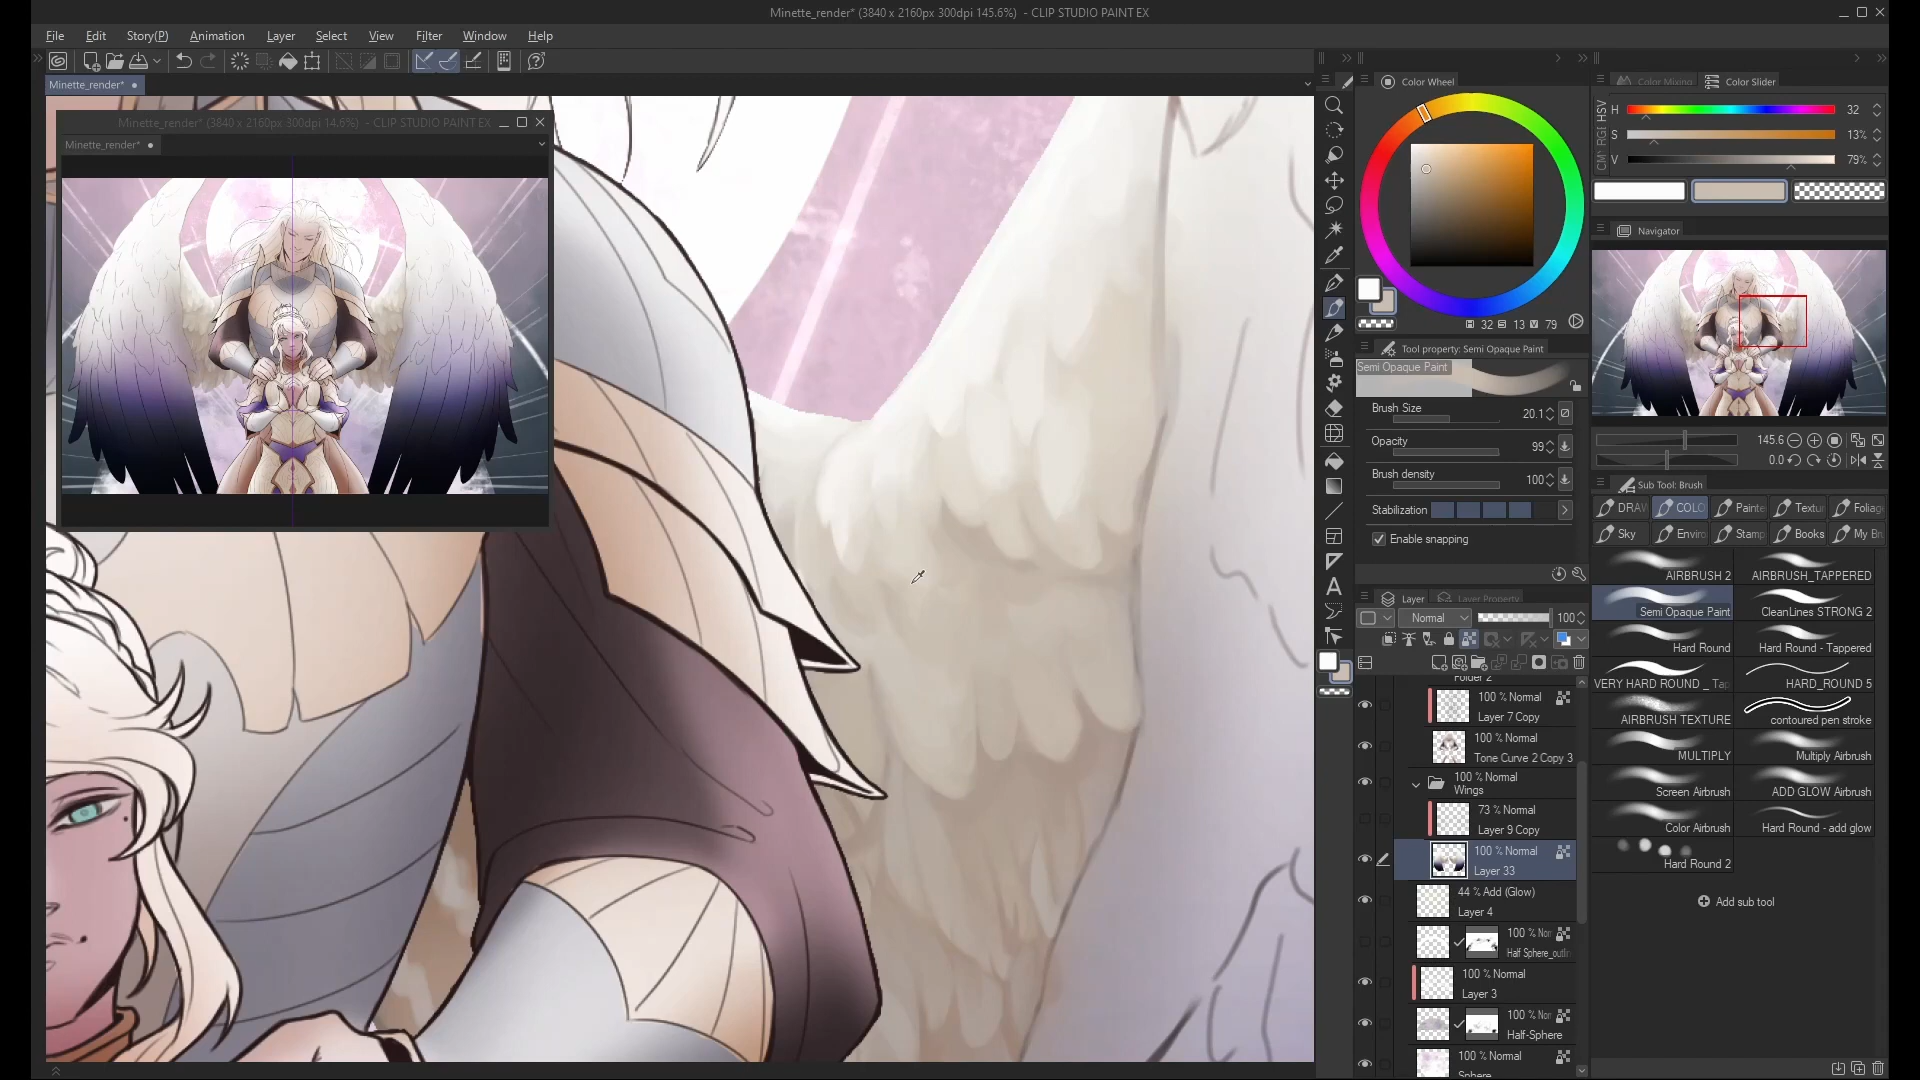 Minette_render* (3840 x 2160px 300dpi 145.6%) - CLIP STUDIO PAINT EX
File Edit Story(P) Animation Layer Select View Filter Window Help
Minette_render*
Minette_render* (3840 x 2160px 300dpi 14.6%) - CLIP STUDIO PAINT EX
Minette_render*
Color Wheel
32 13 79
Tool property: Semi Opaque Paint
Semi Opaque Paint
Brush Size 20.1
Opacity 99
Brush density 100
Stabilization
Enable snapping
Layer Layer Property
Normal 100
Folder 2
100 % Normal
Layer 7 Copy
100 % Normal
Tone Curve 2 Copy 3
100 % Normal
Wings
73 % Normal
Layer 9 Copy
100 % Normal
Layer 33
44 % Add (Glow)
Layer 4
100 % Nor
Half Sphere_outli
100 % Normal
Layer 3
100 % Nor
Half-Sphere
100 % Normal
Sphere
Color Mixing Color Slider
HSV
H 32
S 13%
V 79%
Navigator
145.6
0.0
Sub Tool: Brush
DRAW COLO Painte Textur Foliag
Sky Enviro Stamp Books My Br
AIRBRUSH 2 AIRBRUSH_TAPPERED
Semi Opaque Paint CleanLines STRONG 2
Hard Round Hard Round - Tappered
VERY HARD ROUND _ Tap HARD_ROUND 5
AIRBRUSH TEXTURE contoured pen stroke
MULTIPLY Multiply Airbrush
Screen Airbrush ADD GLOW Airbrush
Color Airbrush Hard Round - add glow
Hard Round 2
Add sub tool